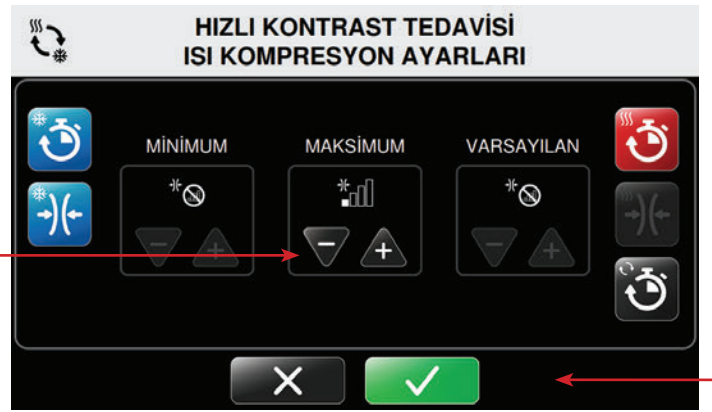 HIZLI KONTRAST TEDAVİSİ
ISI KOMPRESYON AYARLARI
MİNİMUM MAKSİMUM VARSAYILAN